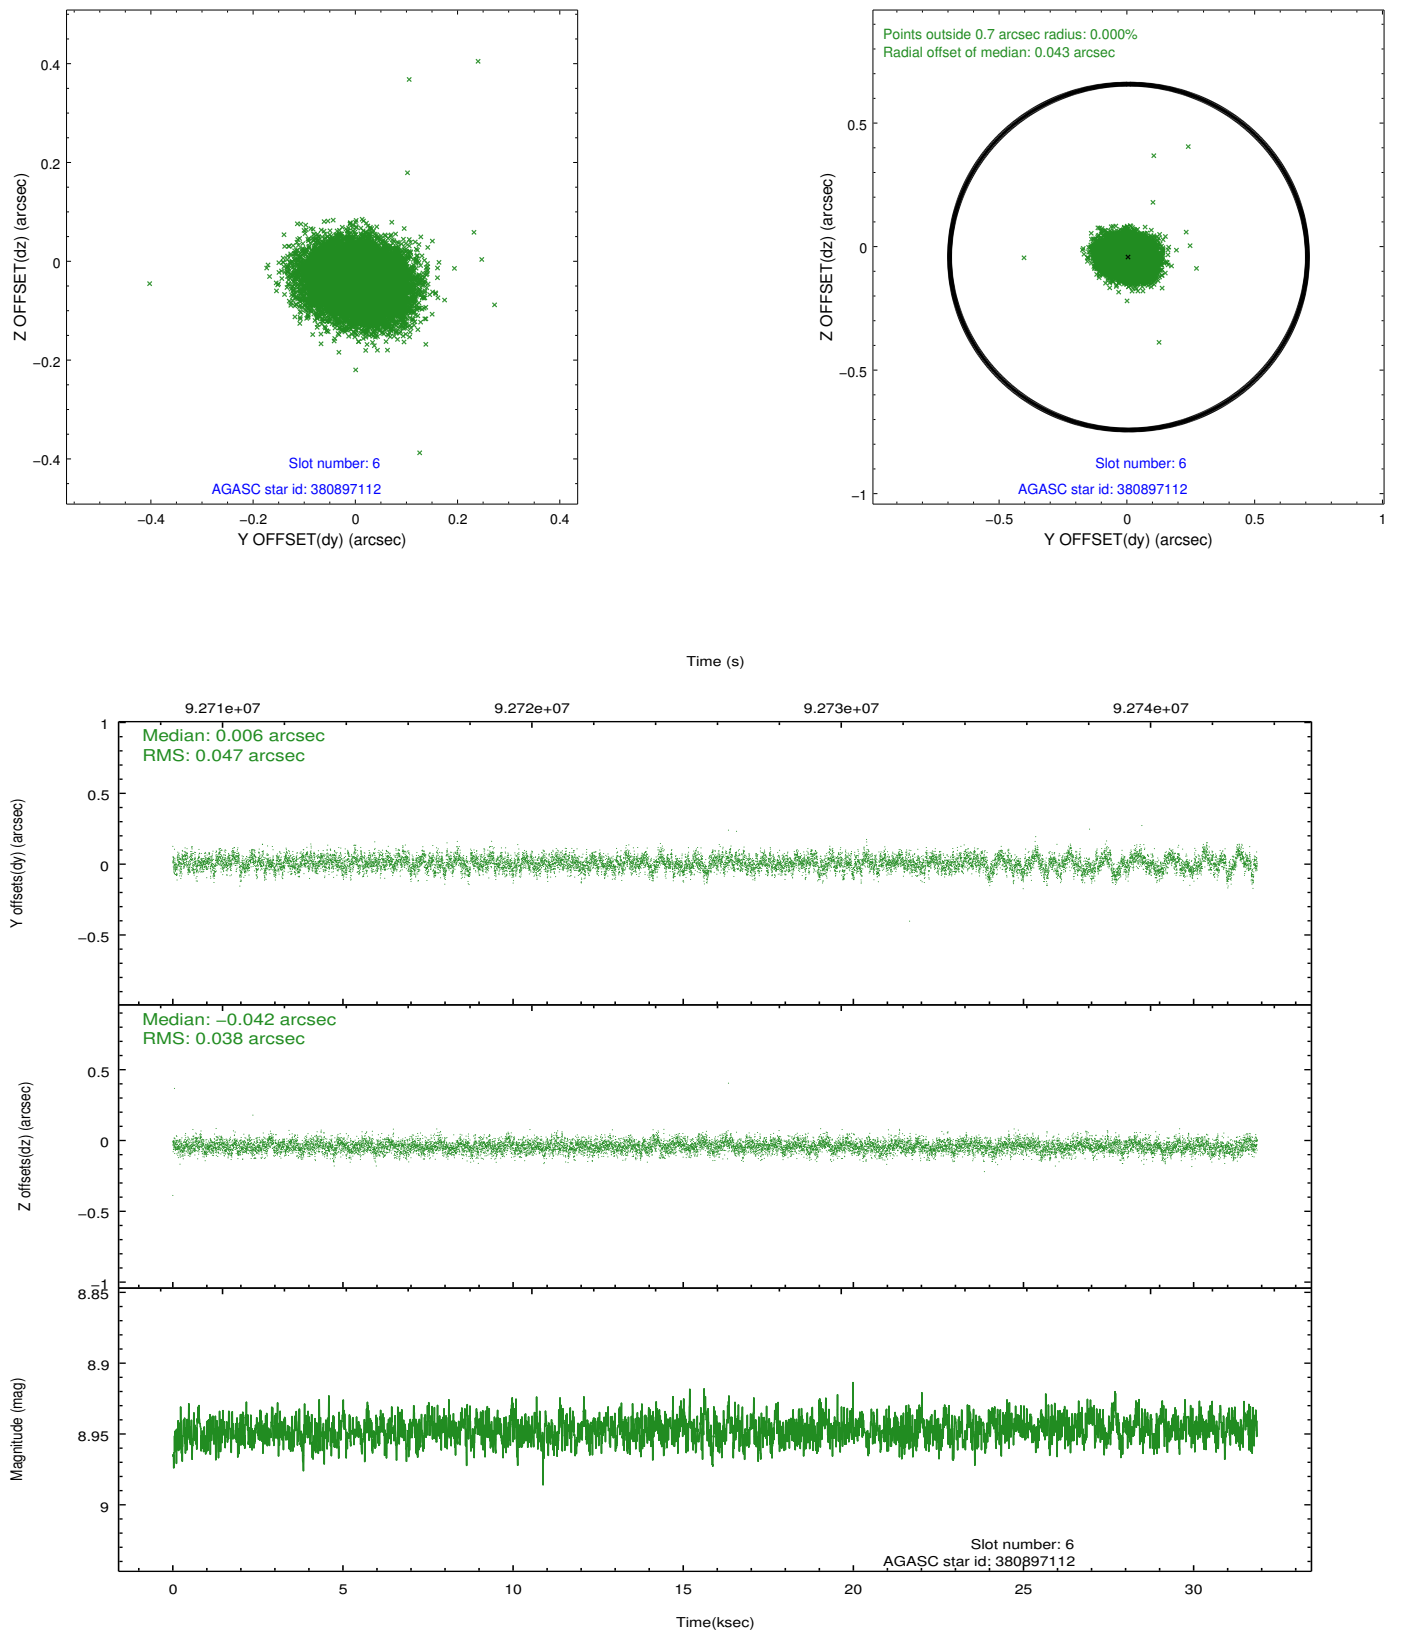 0.4
0.2
0
−0.2
−0.4
Z OFFSET(dz) (arcsec)
Slot number: 6
AGASC star id: 380897112
−0.4 −0.2 0 0.2 0.4
Y OFFSET(dy) (arcsec)
Points outside 0.7 arcsec radius: 0.000%
Radial offset of median: 0.043 arcsec
0.5
0
−0.5
−1
Z OFFSET(dz) (arcsec)
Slot number: 6
AGASC star id: 380897112
−0.5 0 0.5 1
Y OFFSET(dy) (arcsec)
Time (s)
9.271e+07 9.272e+07 9.273e+07 9.274e+07
Median: 0.006 arcsec
RMS: 0.047 arcsec
1
0.5
0
−0.5
Y offsets(dy) (arcsec)
Median: −0.042 arcsec
RMS: 0.038 arcsec
0.5
0
−0.5
−1
Z offsets(dz) (arcsec)
8.85
8.9
8.95
9
Magnitude (mag)
Slot number: 6
AGASC star id: 380897112
0 5 10 15 20 25 30
Time(ksec)